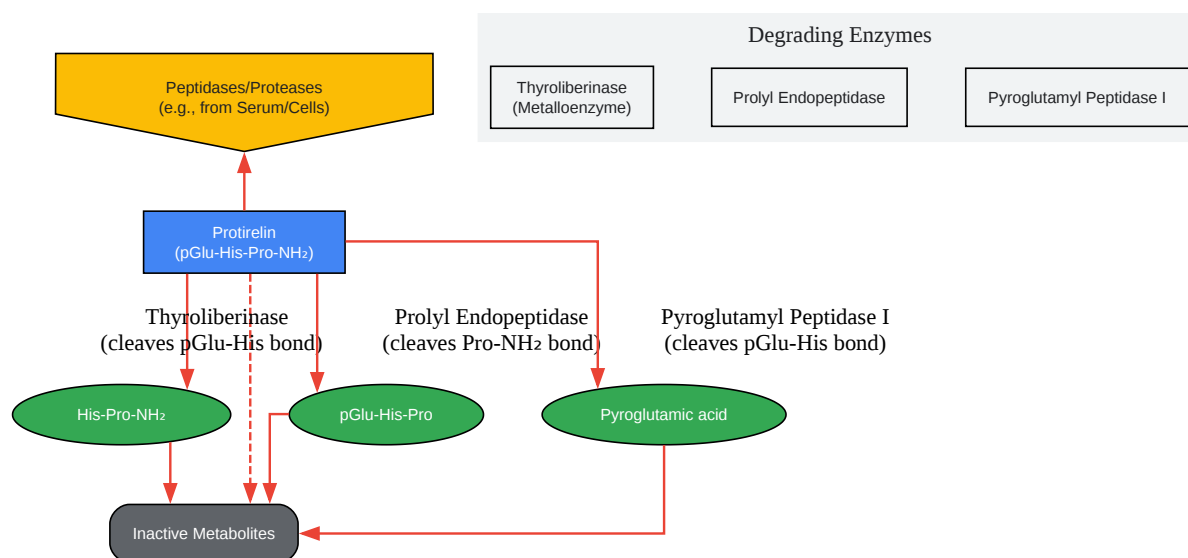 Degrading Enzymes
Peptidases/Proteases
(e.g., from Serum/Cells)
Thyroliberinase
(Metalloenzyme)
Prolyl Endopeptidase
Pyroglutamyl Peptidase I
Protirelin
(pGlu-His-Pro-NH₂)
Thyroliberinase
(cleaves pGlu-His bond)
Prolyl Endopeptidase
(cleaves Pro-NH₂ bond)
Pyroglutamyl Peptidase I
(cleaves pGlu-His bond)
His-Pro-NH₂
pGlu-His-Pro
Pyroglutamic acid
Inactive Metabolites